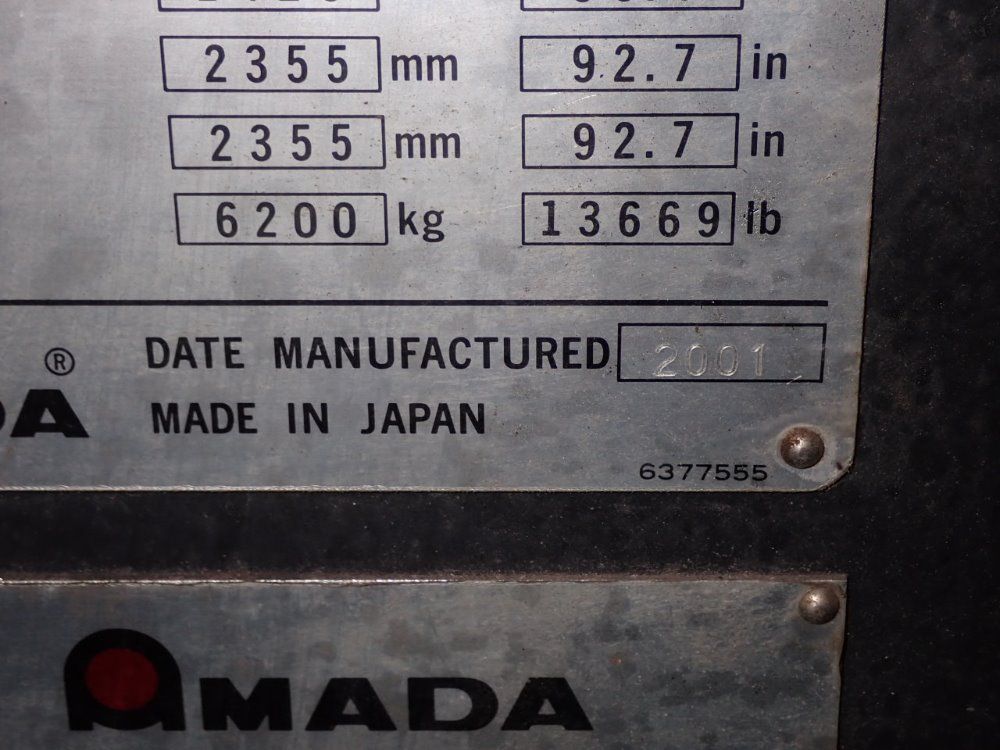 2355 mm 92.7 in
2355 mm 92.7 in
6200 kg 13669 lb
® DATE MANUFACTURED 2001
MADE IN JAPAN
6377555
AMADA